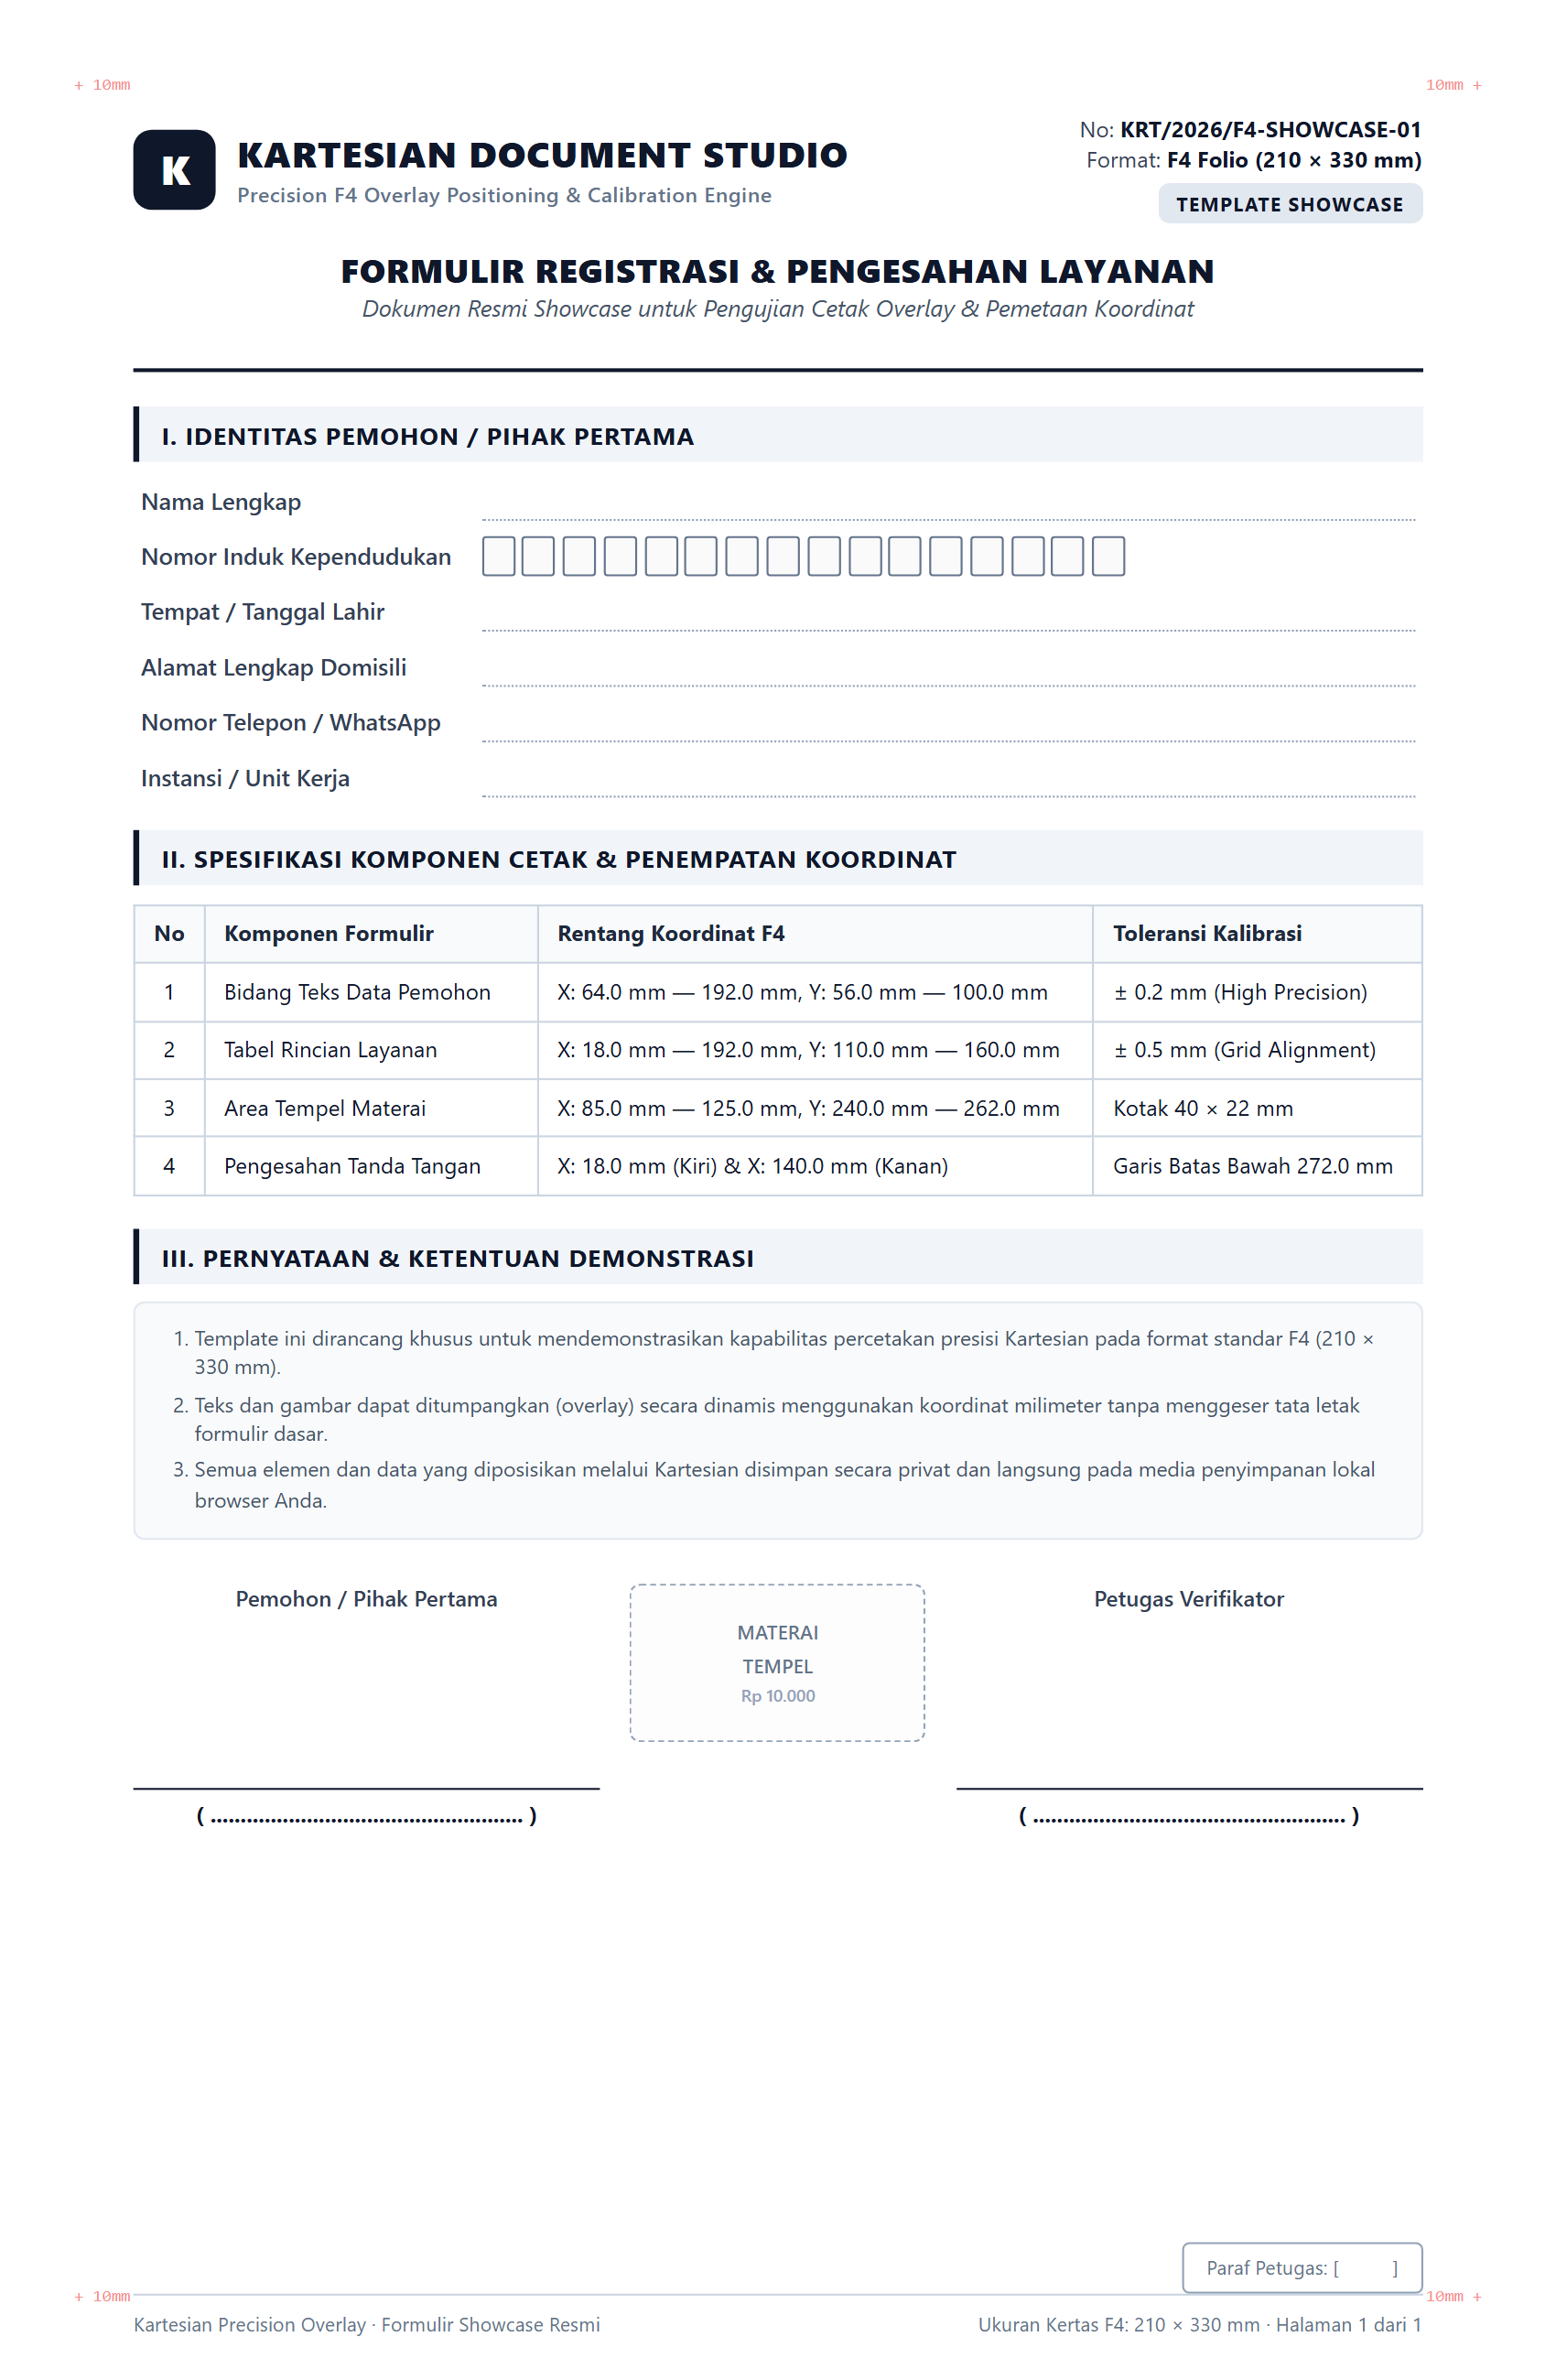 + 10mm
10mm +
K
KARTESIAN DOCUMENT STUDIO
Precision F4 Overlay Positioning & Calibration Engine
No: KRT/2026/F4-SHOWCASE-01
Format: F4 Folio (210 × 330 mm)
TEMPLATE SHOWCASE
FORMULIR REGISTRASI & PENGESAHAN LAYANAN
Dokumen Resmi Showcase untuk Pengujian Cetak Overlay & Pemetaan Koordinat
I. IDENTITAS PEMOHON / PIHAK PERTAMA
Nama Lengkap
Nomor Induk Kependudukan
Tempat / Tanggal Lahir
Alamat Lengkap Domisili
Nomor Telepon / WhatsApp
Instansi / Unit Kerja
II. SPESIFIKASI KOMPONEN CETAK & PENEMPATAN KOORDINAT
No Komponen Formulir Rentang Koordinat F4 Toleransi Kalibrasi
1 Bidang Teks Data Pemohon X: 64.0 mm — 192.0 mm, Y: 56.0 mm — 100.0 mm ± 0.2 mm (High Precision)
2 Tabel Rincian Layanan X: 18.0 mm — 192.0 mm, Y: 110.0 mm — 160.0 mm ± 0.5 mm (Grid Alignment)
3 Area Tempel Materai X: 85.0 mm — 125.0 mm, Y: 240.0 mm — 262.0 mm Kotak 40 × 22 mm
4 Pengesahan Tanda Tangan X: 18.0 mm (Kiri) & X: 140.0 mm (Kanan) Garis Batas Bawah 272.0 mm
III. PERNYATAAN & KETENTUAN DEMONSTRASI
1. Template ini dirancang khusus untuk mendemonstrasikan kapabilitas percetakan presisi Kartesian pada format standar F4 (210 ×
330 mm).
2. Teks dan gambar dapat ditumpangkan (overlay) secara dinamis menggunakan koordinat milimeter tanpa menggeser tata letak
formulir dasar.
3. Semua elemen dan data yang diposisikan melalui Kartesian disimpan secara privat dan langsung pada media penyimpanan lokal
browser Anda.
Pemohon / Pihak Pertama
MATERAI
TEMPEL
Rp 10.000
Petugas Verifikator
( .................................................... )
( .................................................... )
Paraf Petugas: [ ]
+ 10mm
10mm +
Kartesian Precision Overlay · Formulir Showcase Resmi
Ukuran Kertas F4: 210 × 330 mm · Halaman 1 dari 1